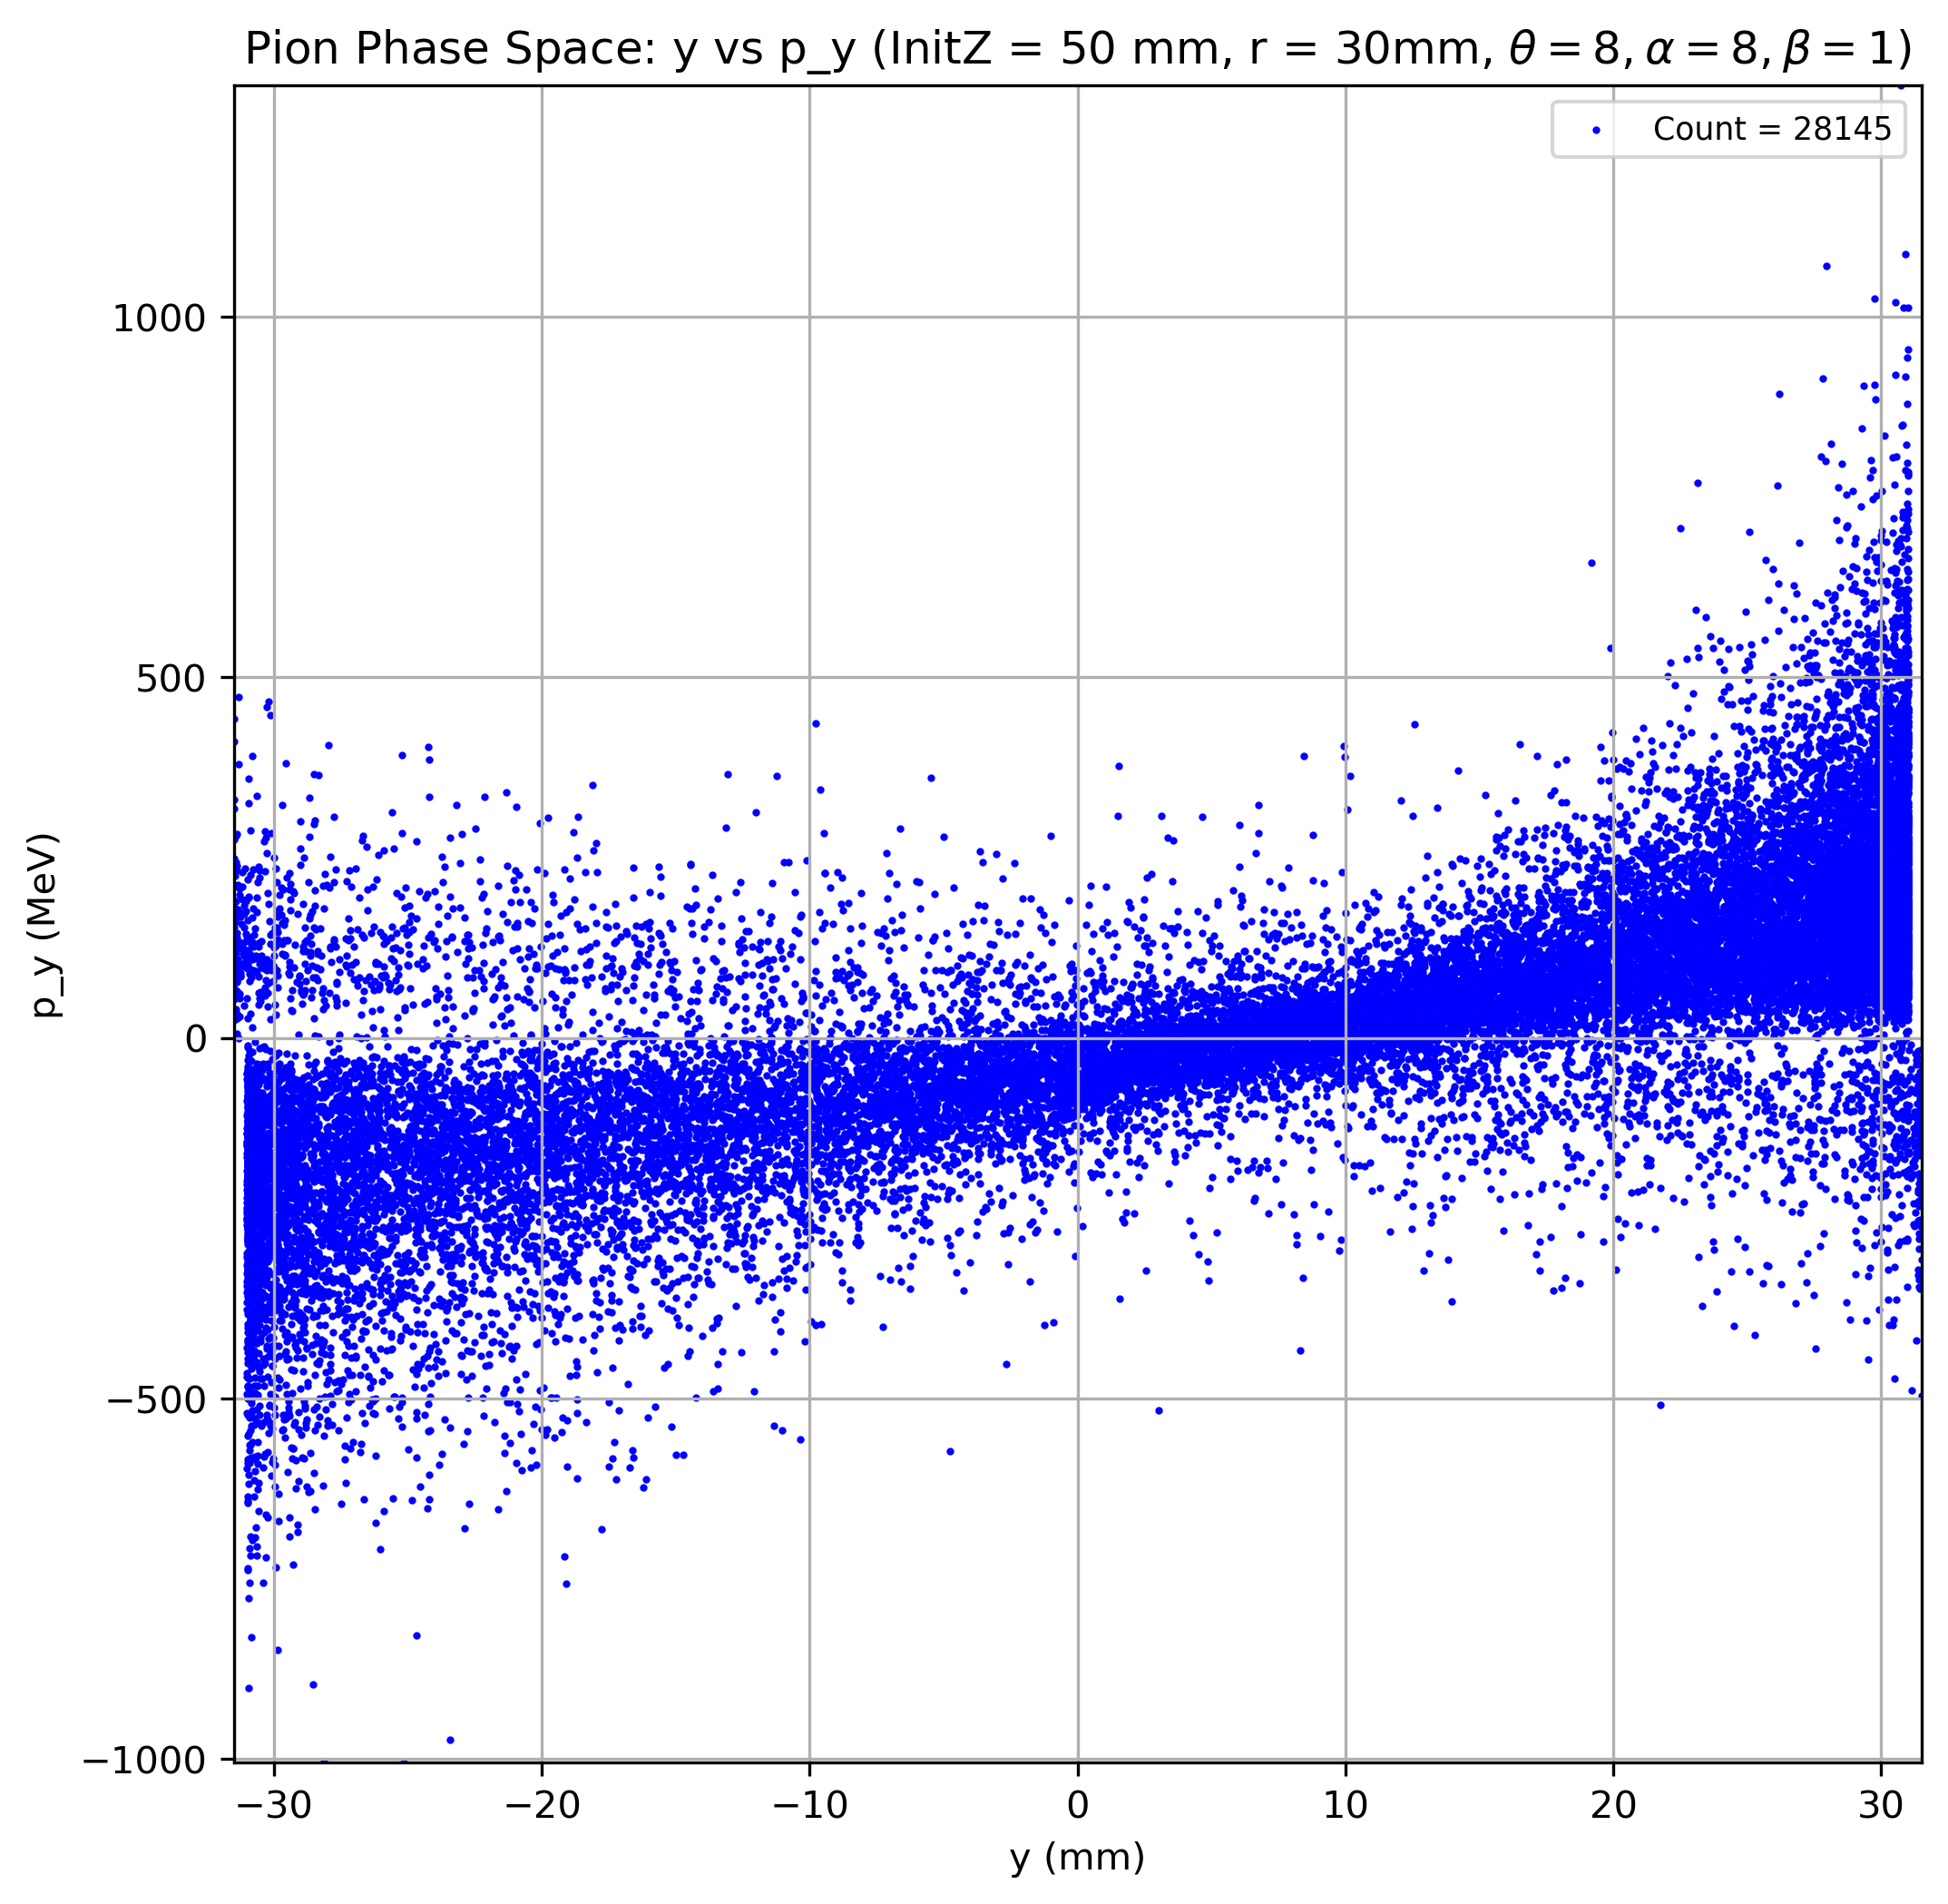 Pion Phase Space: y vs p_y (InitZ = 50 mm, r = 30mm, θ = 8, α = 8, β = 1)
Count = 28145
1000
500
0
−500
−1000
p_y (MeV)
−30 −20 −10 0 10 20 30
y (mm)